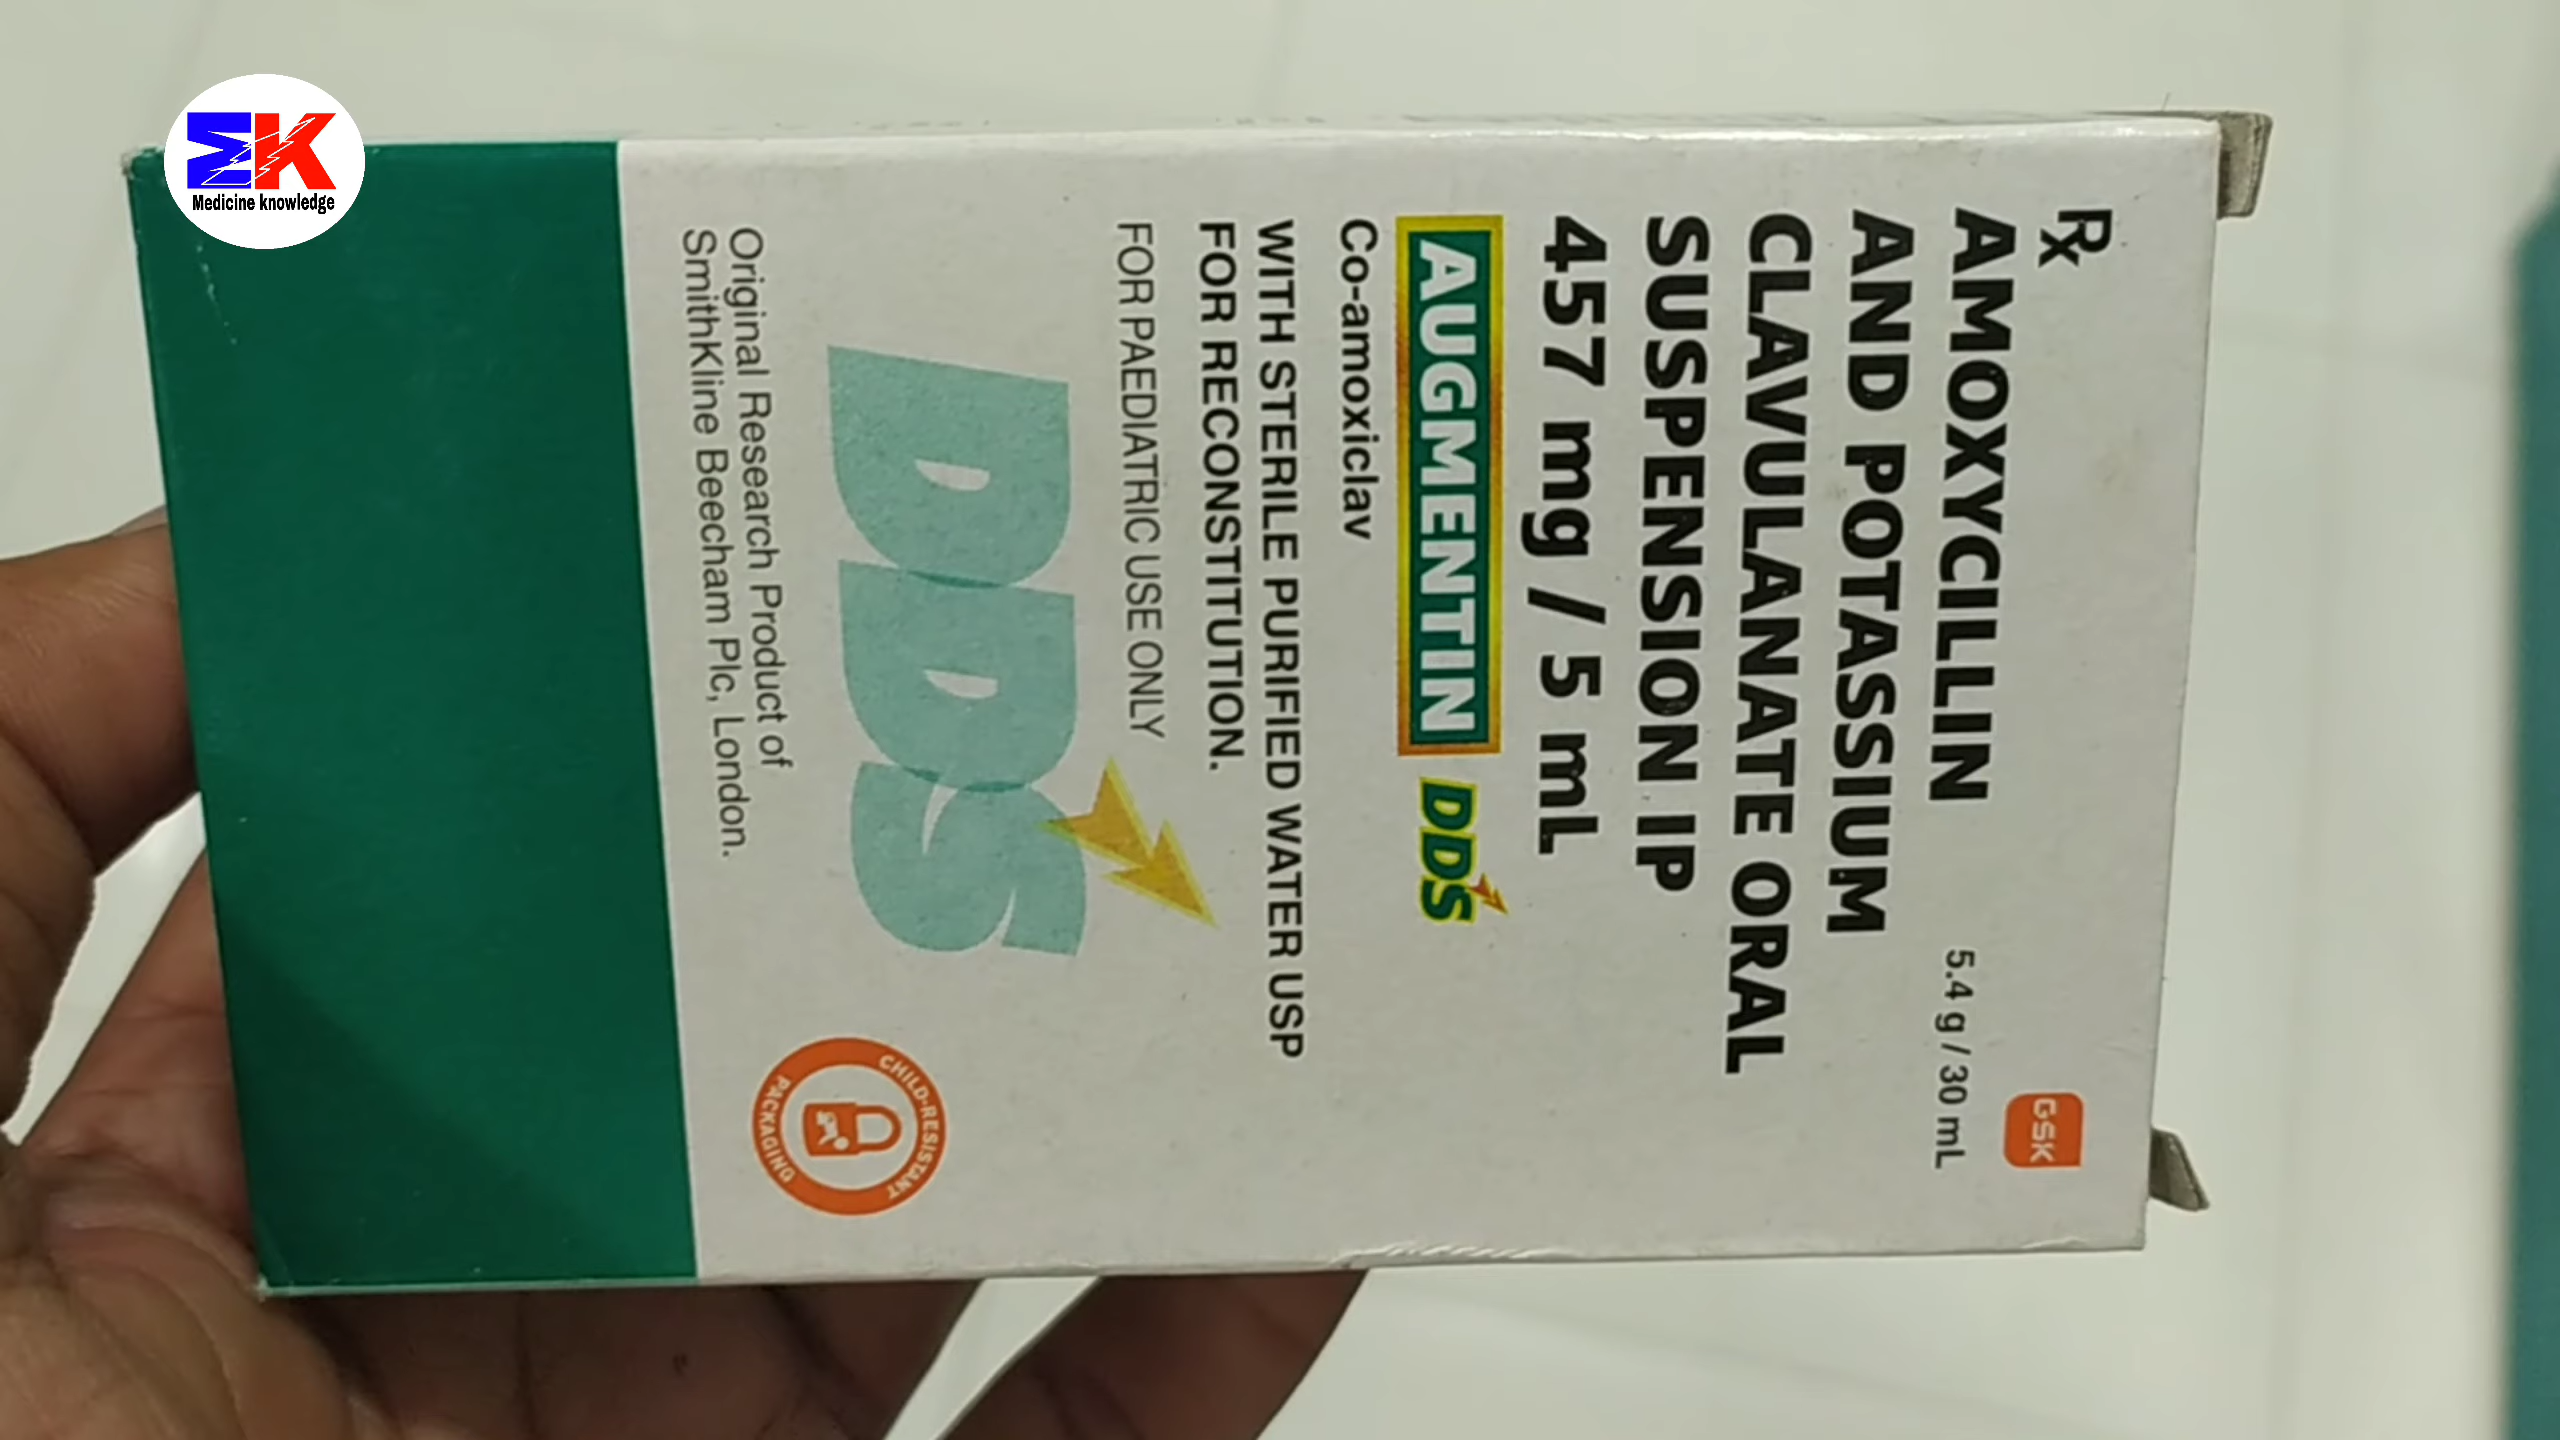 EK
Medicine knowledge
Rx
GSK
AMOXYCILLIN
5.4 g / 30 mL
AND POTASSIUM
CLAVULANATE ORAL
SUSPENSION IP
457 mg / 5 mL
AUGMENTIN DDS
Co-amoxiclav
WITH STERILE PURIFIED WATER USP
FOR RECONSTITUTION.
FOR PAEDIATRIC USE ONLY
DDS
CHILD-RESISTANT
PACKAGING
Original Research Product of
SmithKline Beecham Plc, London.